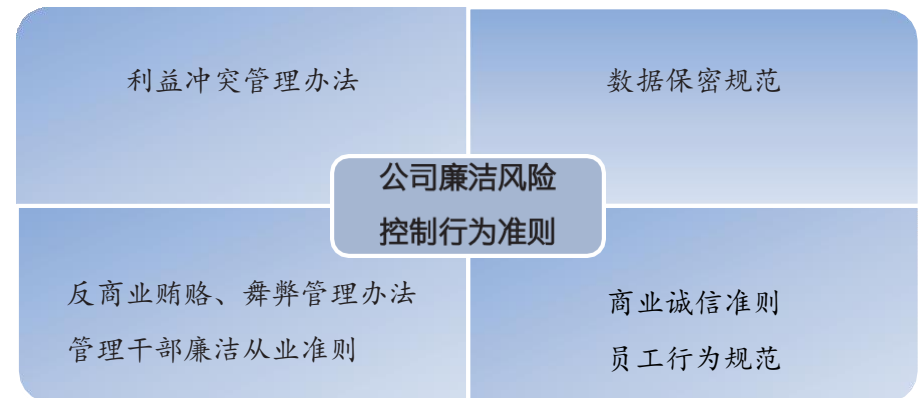 利益冲突管理办法
数据保密规范
公司廉洁风险
控制行为准则
反商业贿赂、舞弊管理办法
管理干部廉洁从业准则
商业诚信准则
员工行为规范